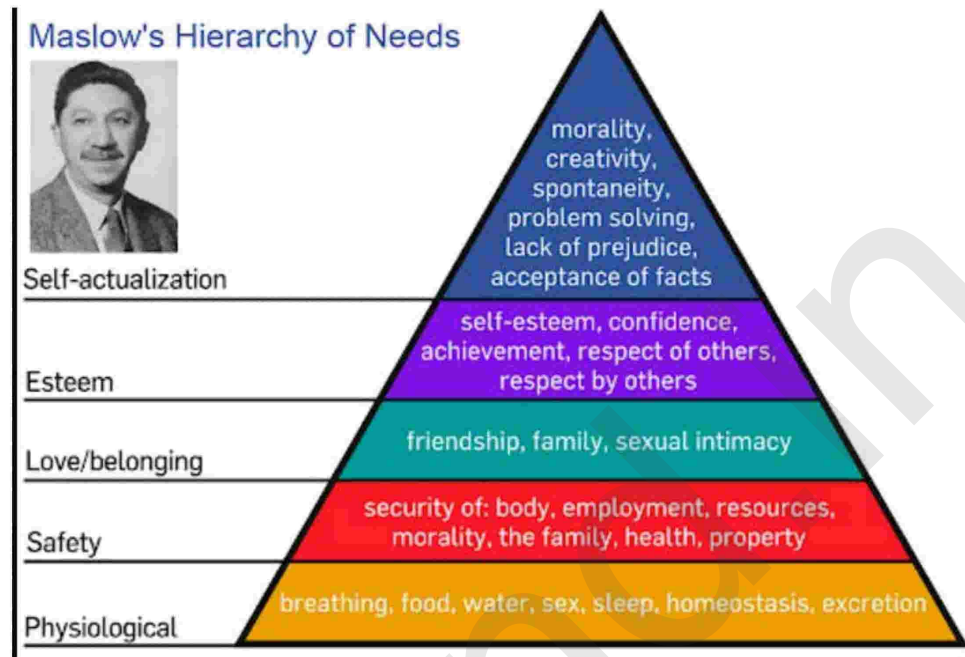 Maslow's Hierarchy of Needs
morality,
creativity,
spontaneity,
problem solving,
lack of prejudice,
acceptance of facts
Self-actualization
self-esteem, confidence,
achievement, respect of others,
respect by others
Esteem
friendship, family, sexual intimacy
Love/belonging
security of: body, employment, resources,
morality, the family, health, property
Safety
breathing, food, water, sex, sleep, homeostasis, excretion
Physiological